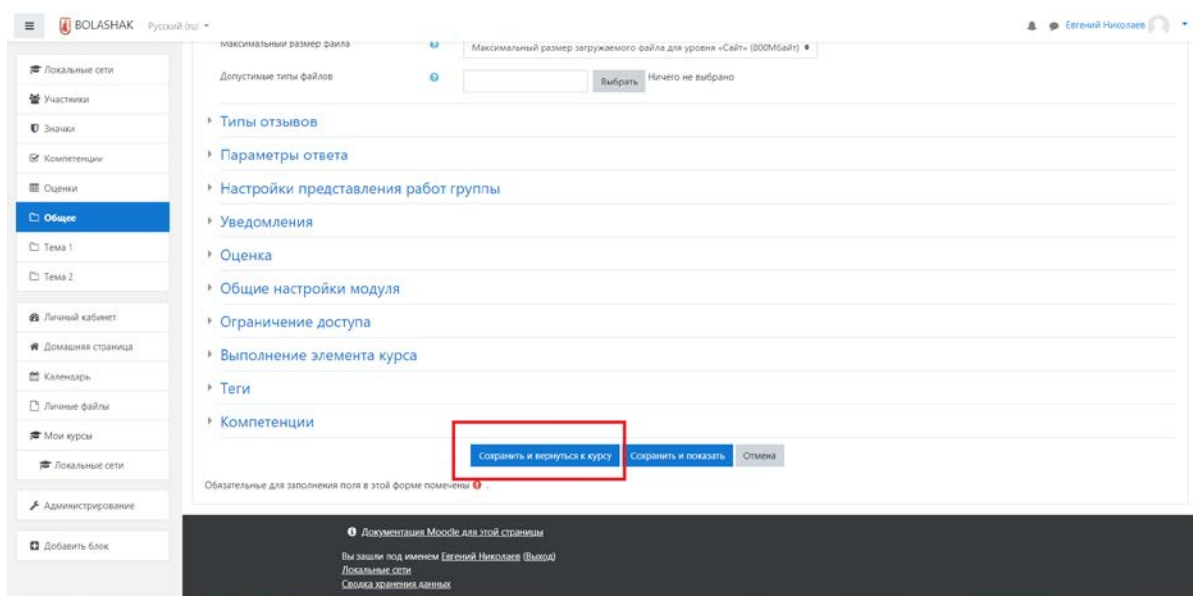 BOLASHAK Русский (ru)
Евгений Николаев
Максимальный размер файла
Максимальный размер загружаемого файла для уровня «Сайт» (000Мбайт)
Локальные сети
Допустимые типы файлов
Выбрать
Ничего не выбрано
Участники
Значки
Компетенции
Оценки
Общее
Тема 1
Тема 2
Личный кабинет
Домашняя страница
Календарь
Личные файлы
Мои курсы
Локальные сети
Администрирование
Добавить блок
Типы отзывов
Параметры ответа
Настройки представления работ группы
Уведомления
Оценка
Общие настройки модуля
Ограничение доступа
Выполнение элемента курса
Теги
Компетенции
Сохранить и вернуться к курсу
Сохранить и показать
Отмена
Обязательные для заполнения поля в этой форме помечены .
Документация Moodle для этой страницы
Вы зашли под именем Евгений Николаев (Выход)
Локальные сети
Сводка хранения данных